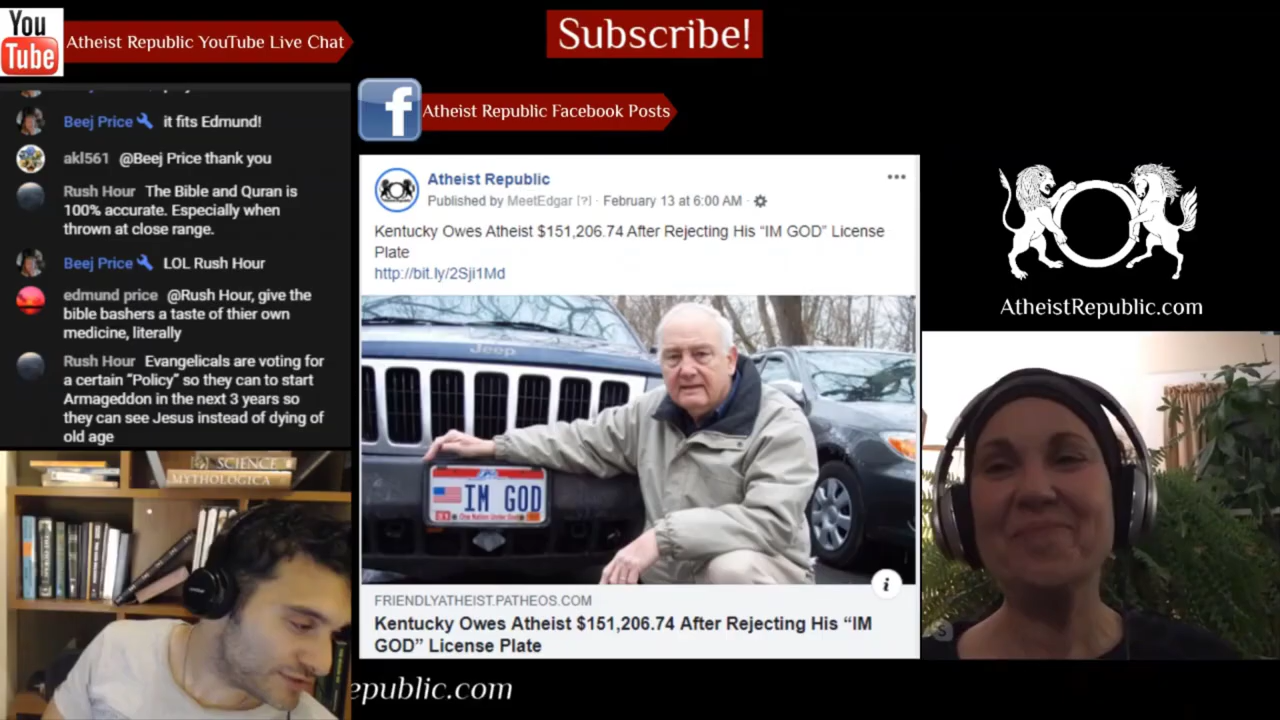 You
Tube
Atheist Republic YouTube Live Chat
Subscribe!
Beej Price it fits Edmund!
akl561 @Beej Price thank you
Rush Hour The Bible and Quran is
100% accurate. Especially when
thrown at close range.
Beej Price LOL Rush Hour
edmund price @Rush Hour, give the
bible bashers a taste of thier own
medicine, literally
Rush Hour Evangelicals are voting for
a certain "Policy" so they can to start
Armageddon in the next 3 years so
they can see Jesus instead of dying of
old age
f
Atheist Republic Facebook Posts
Atheist Republic
Published by MeetEdgar [?] · February 13 at 6:00 AM ·
Kentucky Owes Atheist $151,206.74 After Rejecting His “IM GOD” License
Plate
http://bit.ly/2Sji1Md
Jeep
IM GOD
One Nation Under God
i
FRIENDLYATHEIST.PATHEOS.COM
Kentucky Owes Atheist $151,206.74 After Rejecting His “IM
GOD” License Plate
AtheistRepublic.com
SCIENCE
MYTHOLOGICA
S
epublic.com